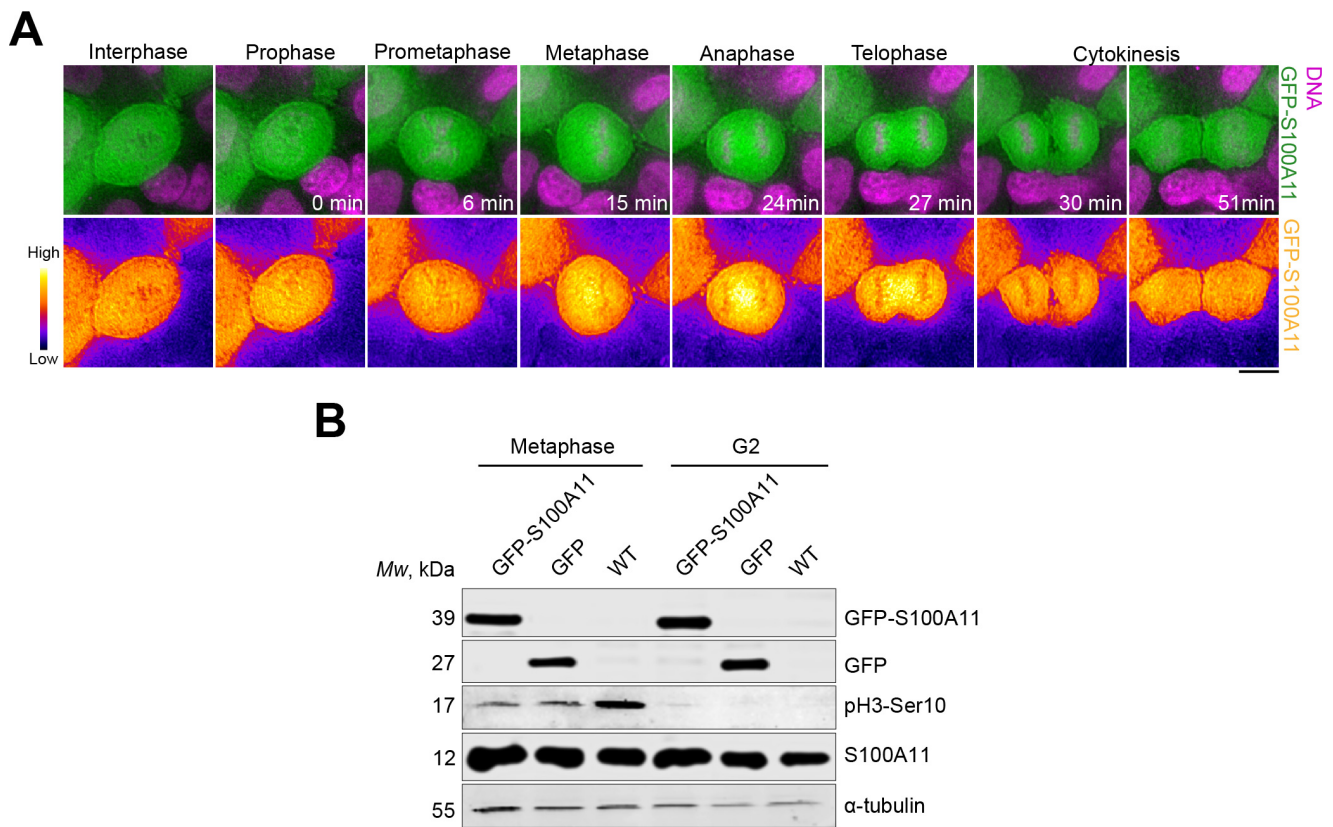 A
Interphase Prophase Prometaphase Metaphase Anaphase Telophase Cytokinesis
DNA
GFP-S100A11
0 min 6 min 15 min 24min 27 min 30 min 51min
High
Low
GFP-S100A11
B
Metaphase G2
GFP-S100A11 GFP WT GFP-S100A11 GFP WT
Mw, kDa
39 GFP-S100A11
27 GFP
17 pH3-Ser10
12 S100A11
55 α-tubulin